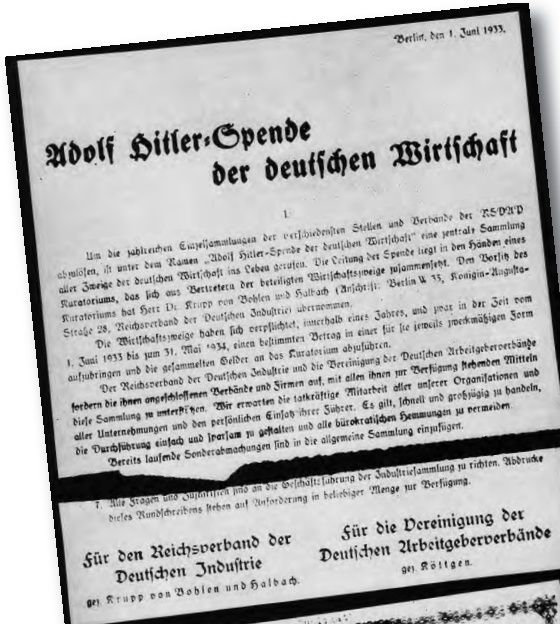 Berlin, den 1. Juni 1933.
Adolf Hitler-Spende
der deutschen Wirtschaft
I.
Um die zahlreichen Einzelsammlungen der verschiedensten Stellen und Verbände der NSDAP
abzulösen, ist unter dem Namen „Adolf Hitler-Spende der deutschen Wirtschaft“ eine zentrale Sammlung
aller Zweige der deutschen Wirtschaft ins Leben gerufen. Die Leitung der Spende liegt in den Händen eines
Kuratoriums, das sich aus Vertretern der beteiligten Wirtschaftszweige zusammensetzt. Den Vorsitz des
Kuratoriums hat Herr Dr. Krupp von Bohlen und Halbach (Anschrift: Berlin W 35, Königin-Augusta-
Straße 28, Reichsverband der Deutschen Industrie) übernommen.
Die Wirtschaftszweige haben sich verpflichtet, innerhalb eines Jahres, und zwar in der Zeit vom
1. Juni 1933 bis zum 31. Mai 1934, einen bestimmten Betrag in einer für sie jeweils zweckmäßigen Form
aufzubringen und die gesammelten Gelder an das Kuratorium abzuführen.
Der Reichsverband der Deutschen Industrie und die Vereinigung der Deutschen Arbeitgeberverbände
fordern die ihnen angeschlossenen Verbände und Firmen auf, mit allen ihnen zur Verfügung stehenden Mitteln
diese Sammlung zu unterstützen. Wir erwarten die tatkräftige Mitarbeit aller unserer Organisationen und
aller Unternehmungen und den persönlichen Einsatz ihrer Führer. Es gilt, schnell und großzügig zu handeln,
die Durchführung einfach und sparsam zu gestalten und alle bürokratischen Hemmungen zu vermeiden.
Bereits laufende Sonderabmachungen sind in die allgemeine Sammlung einzufügen.
7. Alle Fragen und Zuschriften sind an die Geschäftsführung der Industriesammlung zu richten. Abdrucke
dieses Rundschreibens stehen auf Anforderung in beliebiger Menge zur Verfügung.
Für den Reichsverband der
Deutschen Industrie
gez. Krupp von Bohlen und Halbach.
Für die Vereinigung der
Deutschen Arbeitgeberverbände
gez. Köttgen.